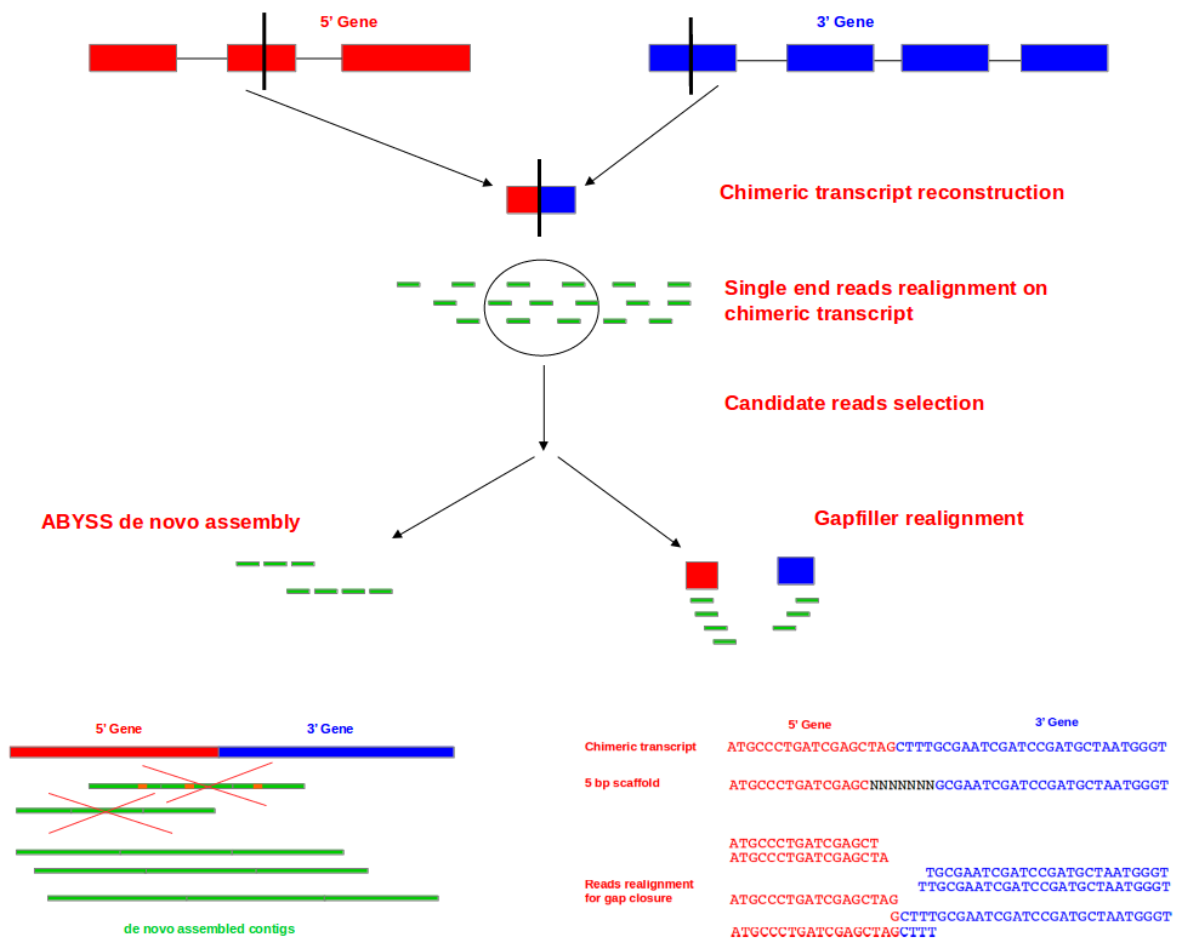 5' Gene
3' Gene
Chimeric transcript reconstruction
Single end reads realignment on
chimeric transcript
Candidate reads selection
ABYSS de novo assembly
Gapfiller realignment
5' Gene
3' Gene
de novo assembled contigs
5' Gene
3' Gene
Chimeric transcript
ATGCCCTGATCGAGCTAGCTTTGCGAATCGATCCGATGCTAATGGGT
5 bp scaffold
ATGCCCTGATCGAGCNNNNNNNGCGAATCGATCCGATGCTAATGGGT
ATGCCCTGATCGAGCT
ATGCCCTGATCGAGCTA
TGCGAATCGATCCGATGCTAATGGGT
Reads realignment
for gap closure
TTGCGAATCGATCCGATGCTAATGGGT
ATGCCCTGATCGAGCTAG
GCTTTGCGAATCGATCCGATGCTAATGGGT
ATGCCCTGATCGAGCTAGCTTT